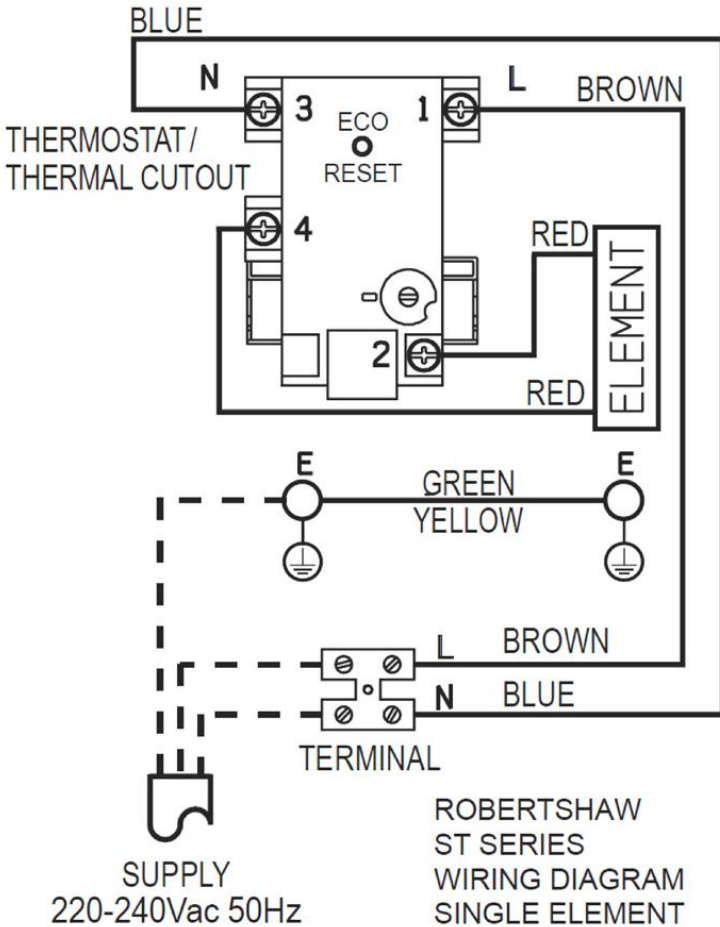 BLUE
N
L
BROWN
3
1
ECO
RESET
THERMOSTAT/
THERMAL CUTOUT
4
RED
ELEMENT
2
RED
E
E
GREEN
YELLOW
L
BROWN
N
BLUE
TERMINAL
SUPPLY
220-240Vac 50Hz
ROBERTSHAW
ST SERIES
WIRING DIAGRAM
SINGLE ELEMENT